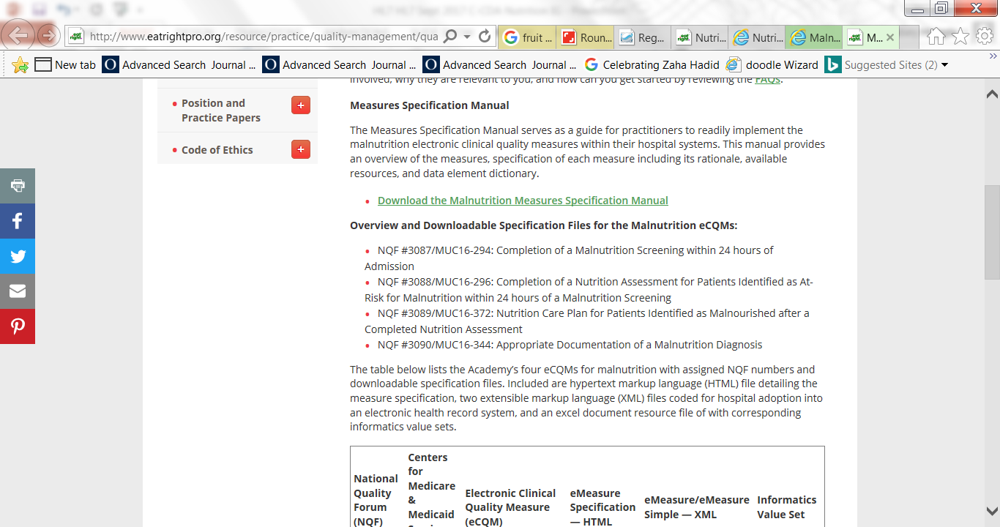 http://www.eatrightpro.org/resource/practice/quality-management/qua
fruit ...
Roun...
Reg...
Nutri...
Nutri...
Maln...
M...
New tab
Advanced Search Journal ...
Advanced Search Journal ...
Advanced Search Journal ...
Celebrating Zaha Hadid
doodle Wizard
Suggested Sites (2)
involved, why they are relevant to you, and how can you get started by reviewing the FAQs.
Position and
Practice Papers
Code of Ethics
Measures Specification Manual
The Measures Specification Manual serves as a guide for practitioners to readily implement the
malnutrition electronic clinical quality measures within their hospital systems. This manual provides
an overview of the measures, specification of each measure including its rationale, available
resources, and data element dictionary.
• Download the Malnutrition Measures Specification Manual
Overview and Downloadable Specification Files for the Malnutrition eCQMs:
• NQF #3087/MUC16-294: Completion of a Malnutrition Screening within 24 hours of
Admission
• NQF #3088/MUC16-296: Completion of a Nutrition Assessment for Patients Identified as At-
Risk for Malnutrition within 24 hours of a Malnutrition Screening
• NQF #3089/MUC16-372: Nutrition Care Plan for Patients Identified as Malnourished after a
Completed Nutrition Assessment
• NQF #3090/MUC16-344: Appropriate Documentation of a Malnutrition Diagnosis
The table below lists the Academy's four eCQMs for malnutrition with assigned NQF numbers and
downloadable specification files. Included are hypertext markup language (HTML) file detailing the
measure specification, two extensible markup language (XML) files coded for hospital adoption into
an electronic health record system, and an excel document resource file of with corresponding
informatics value sets.
National
Quality
Forum
(NQF)
Centers
for
Medicare
&
Medicaid
Electronic Clinical
Quality Measure
(eCQM)
eMeasure
Specification
— HTML
eMeasure/eMeasure
Simple — XML
Informatics
Value Set